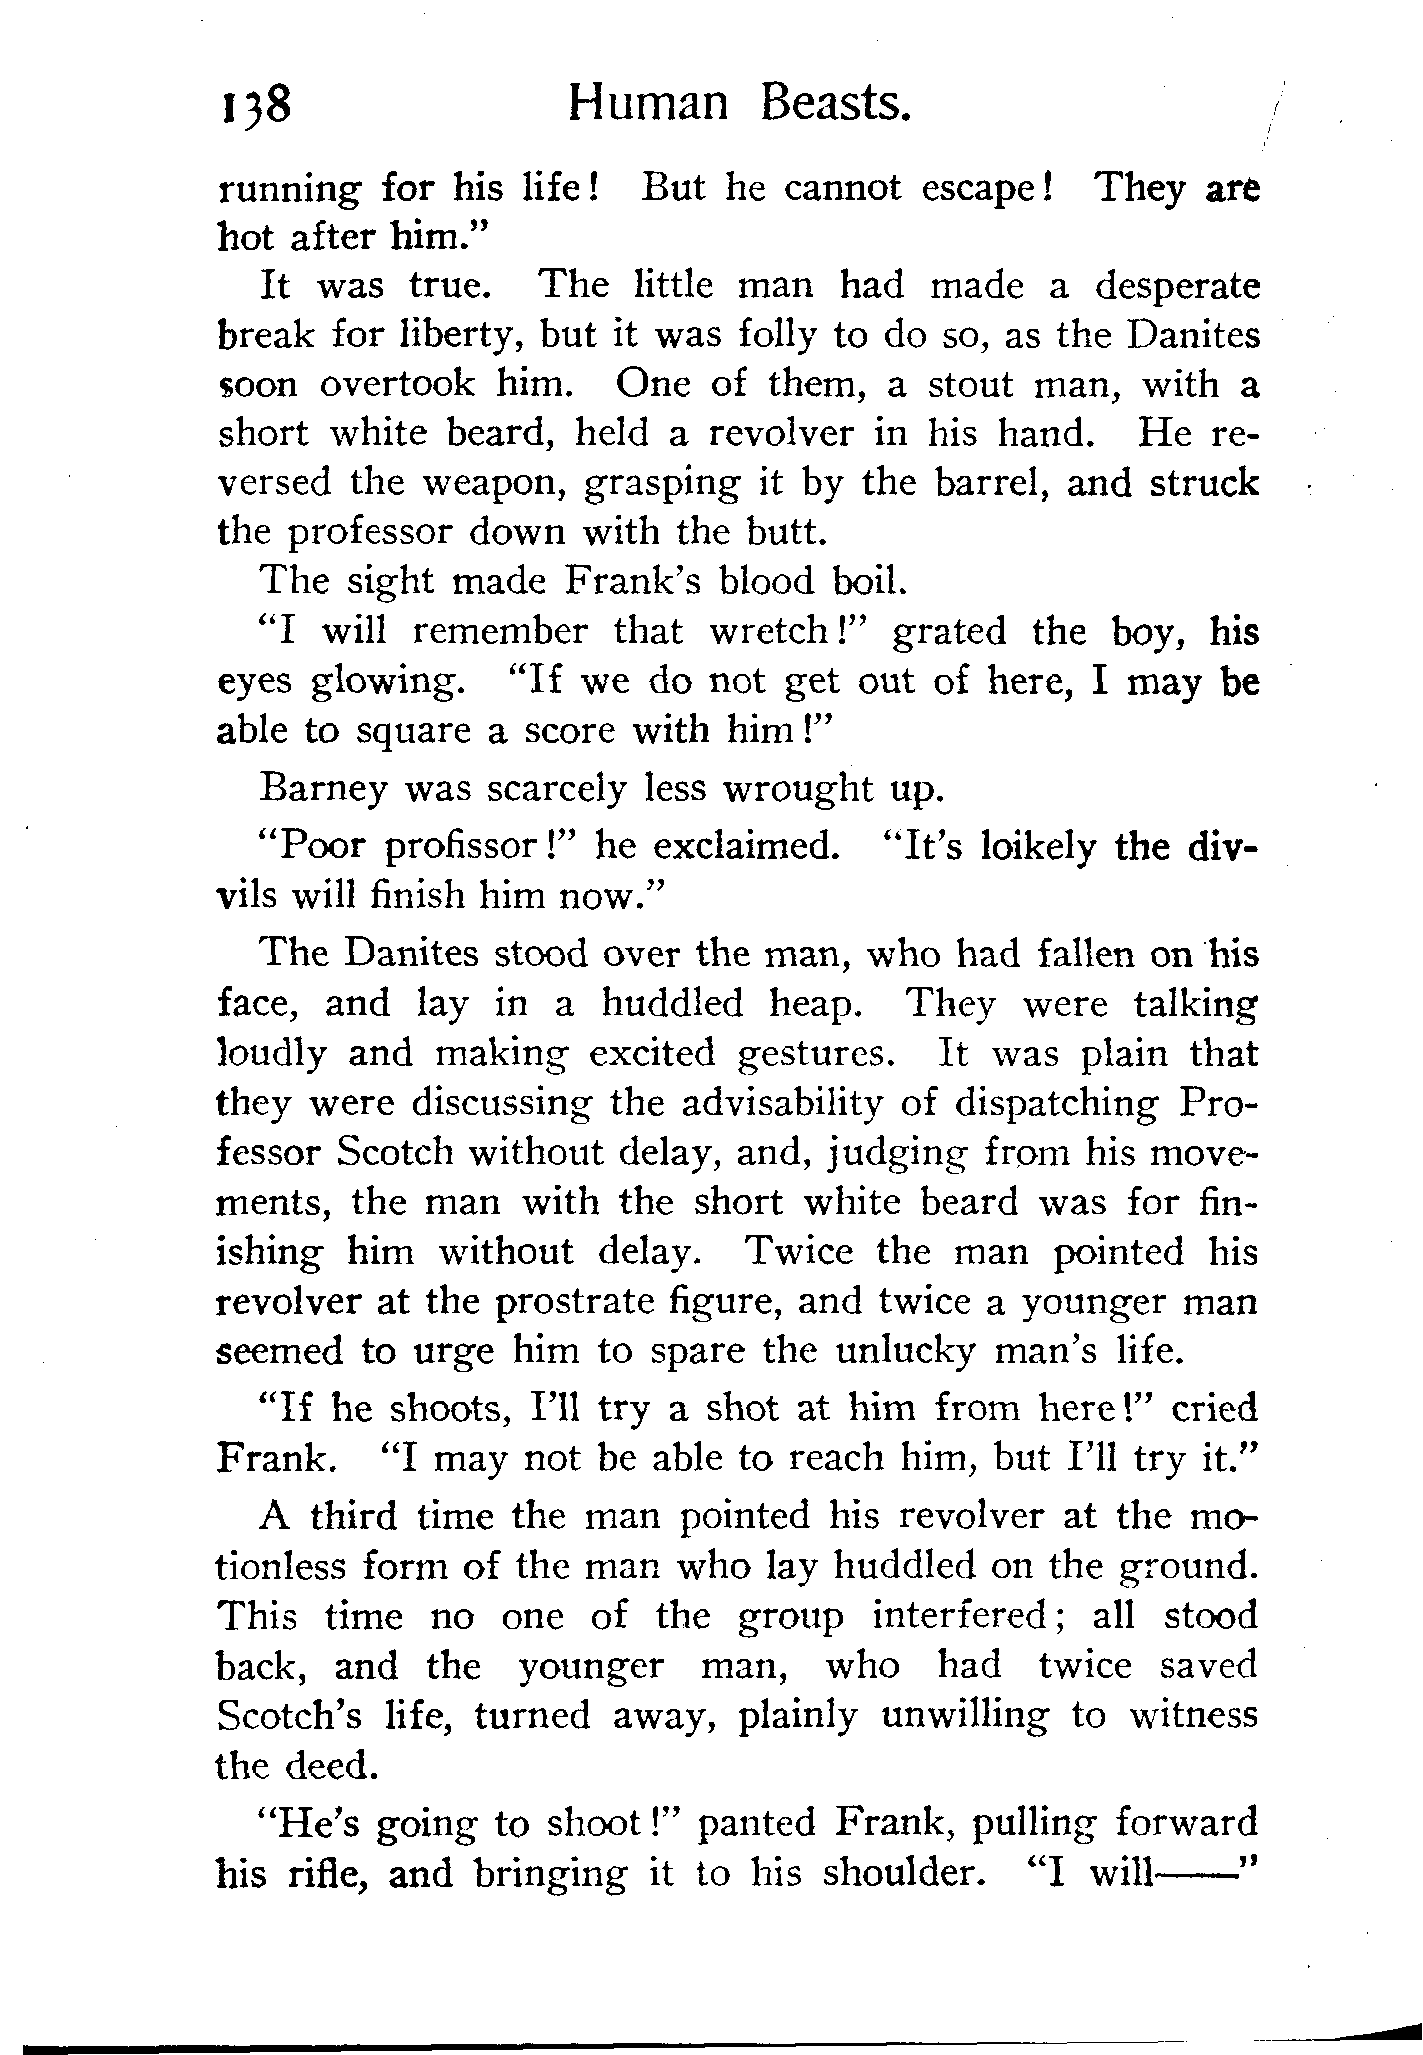 138 Human Beasts.
running for his life! But he cannot escape! They are
hot after him."
It was true. The little man had made a desperate
break for liberty, but it was folly to do so, as the Danites
soon overtook him. One of them, a stout man, with a
short white beard, held a revolver in his hand. He re-
versed the weapon, grasping it by the barrel, and struck
the professor down with the butt.
The sight made Frank's blood boil.
"I will remember that wretch!" grated the boy, his
eyes glowing. "If we do not get out of here, I may be
able to square a score with him!"
Barney was scarcely less wrought up.
"Poor profissor!" he exclaimed. "It's loikely the div-
vils will finish him now."
The Danites stood over the man, who had fallen on his
face, and lay in a huddled heap. They were talking
loudly and making excited gestures. It was plain that
they were discussing the advisability of dispatching Pro-
fessor Scotch without delay, and, judging from his move-
ments, the man with the short white beard was for fin-
ishing him without delay. Twice the man pointed his
revolver at the prostrate figure, and twice a younger man
seemed to urge him to spare the unlucky man's life.
"If he shoots, I'll try a shot at him from here!" cried
Frank. "I may not be able to reach him, but I'll try it."
A third time the man pointed his revolver at the mo-
tionless form of the man who lay huddled on the ground.
This time no one of the group interfered; all stood
back, and the younger man, who had twice saved
Scotch's life, turned away, plainly unwilling to witness
the deed.
"He's going to shoot!" panted Frank, pulling forward
his rifle, and bringing it to his shoulder. "I will——"